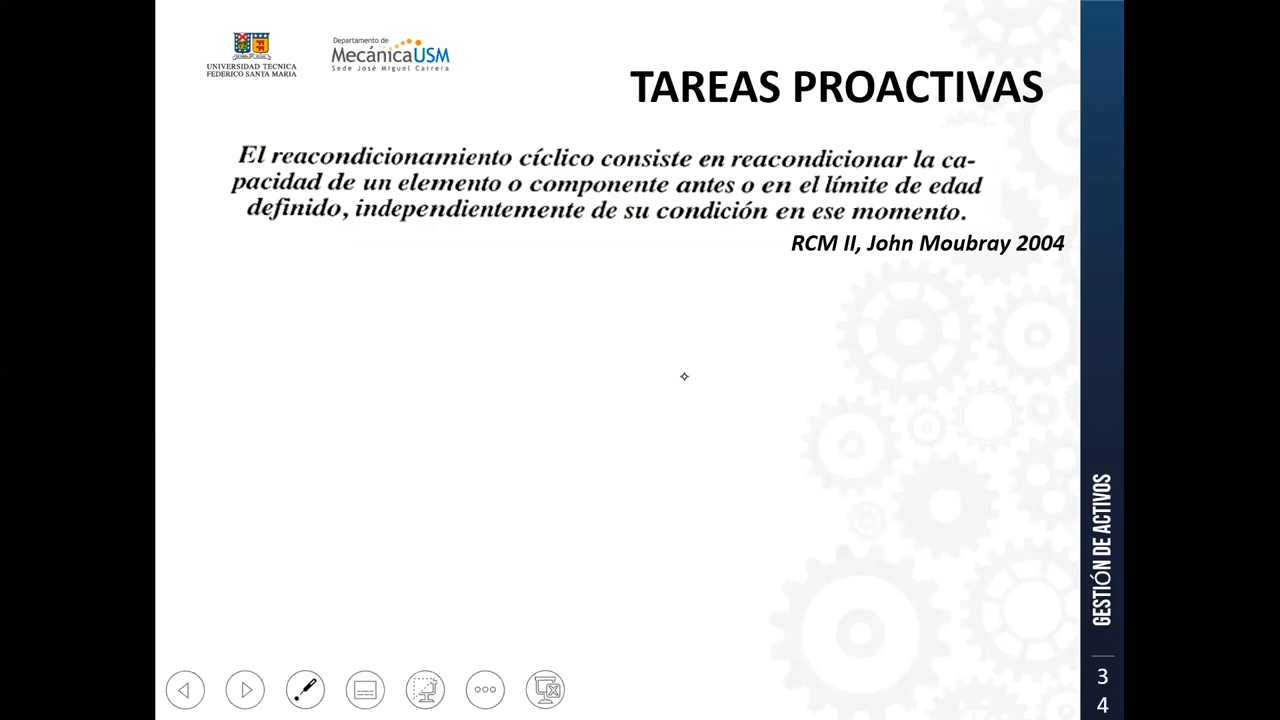 UNIVERSIDAD TECNICA
FEDERICO SANTA MARIA
Departamento de
MecánicaUSM
Sede José Miguel Carrera
TAREAS PROACTIVAS
El reacondicionamiento cíclico consiste en reacondicionar la ca-
pacidad de un elemento o componente antes o en el límite de edad
definido, independientemente de su condición en ese momento.
RCM II, John Moubray 2004
GESTIÓN DE ACTIVOS
3
4